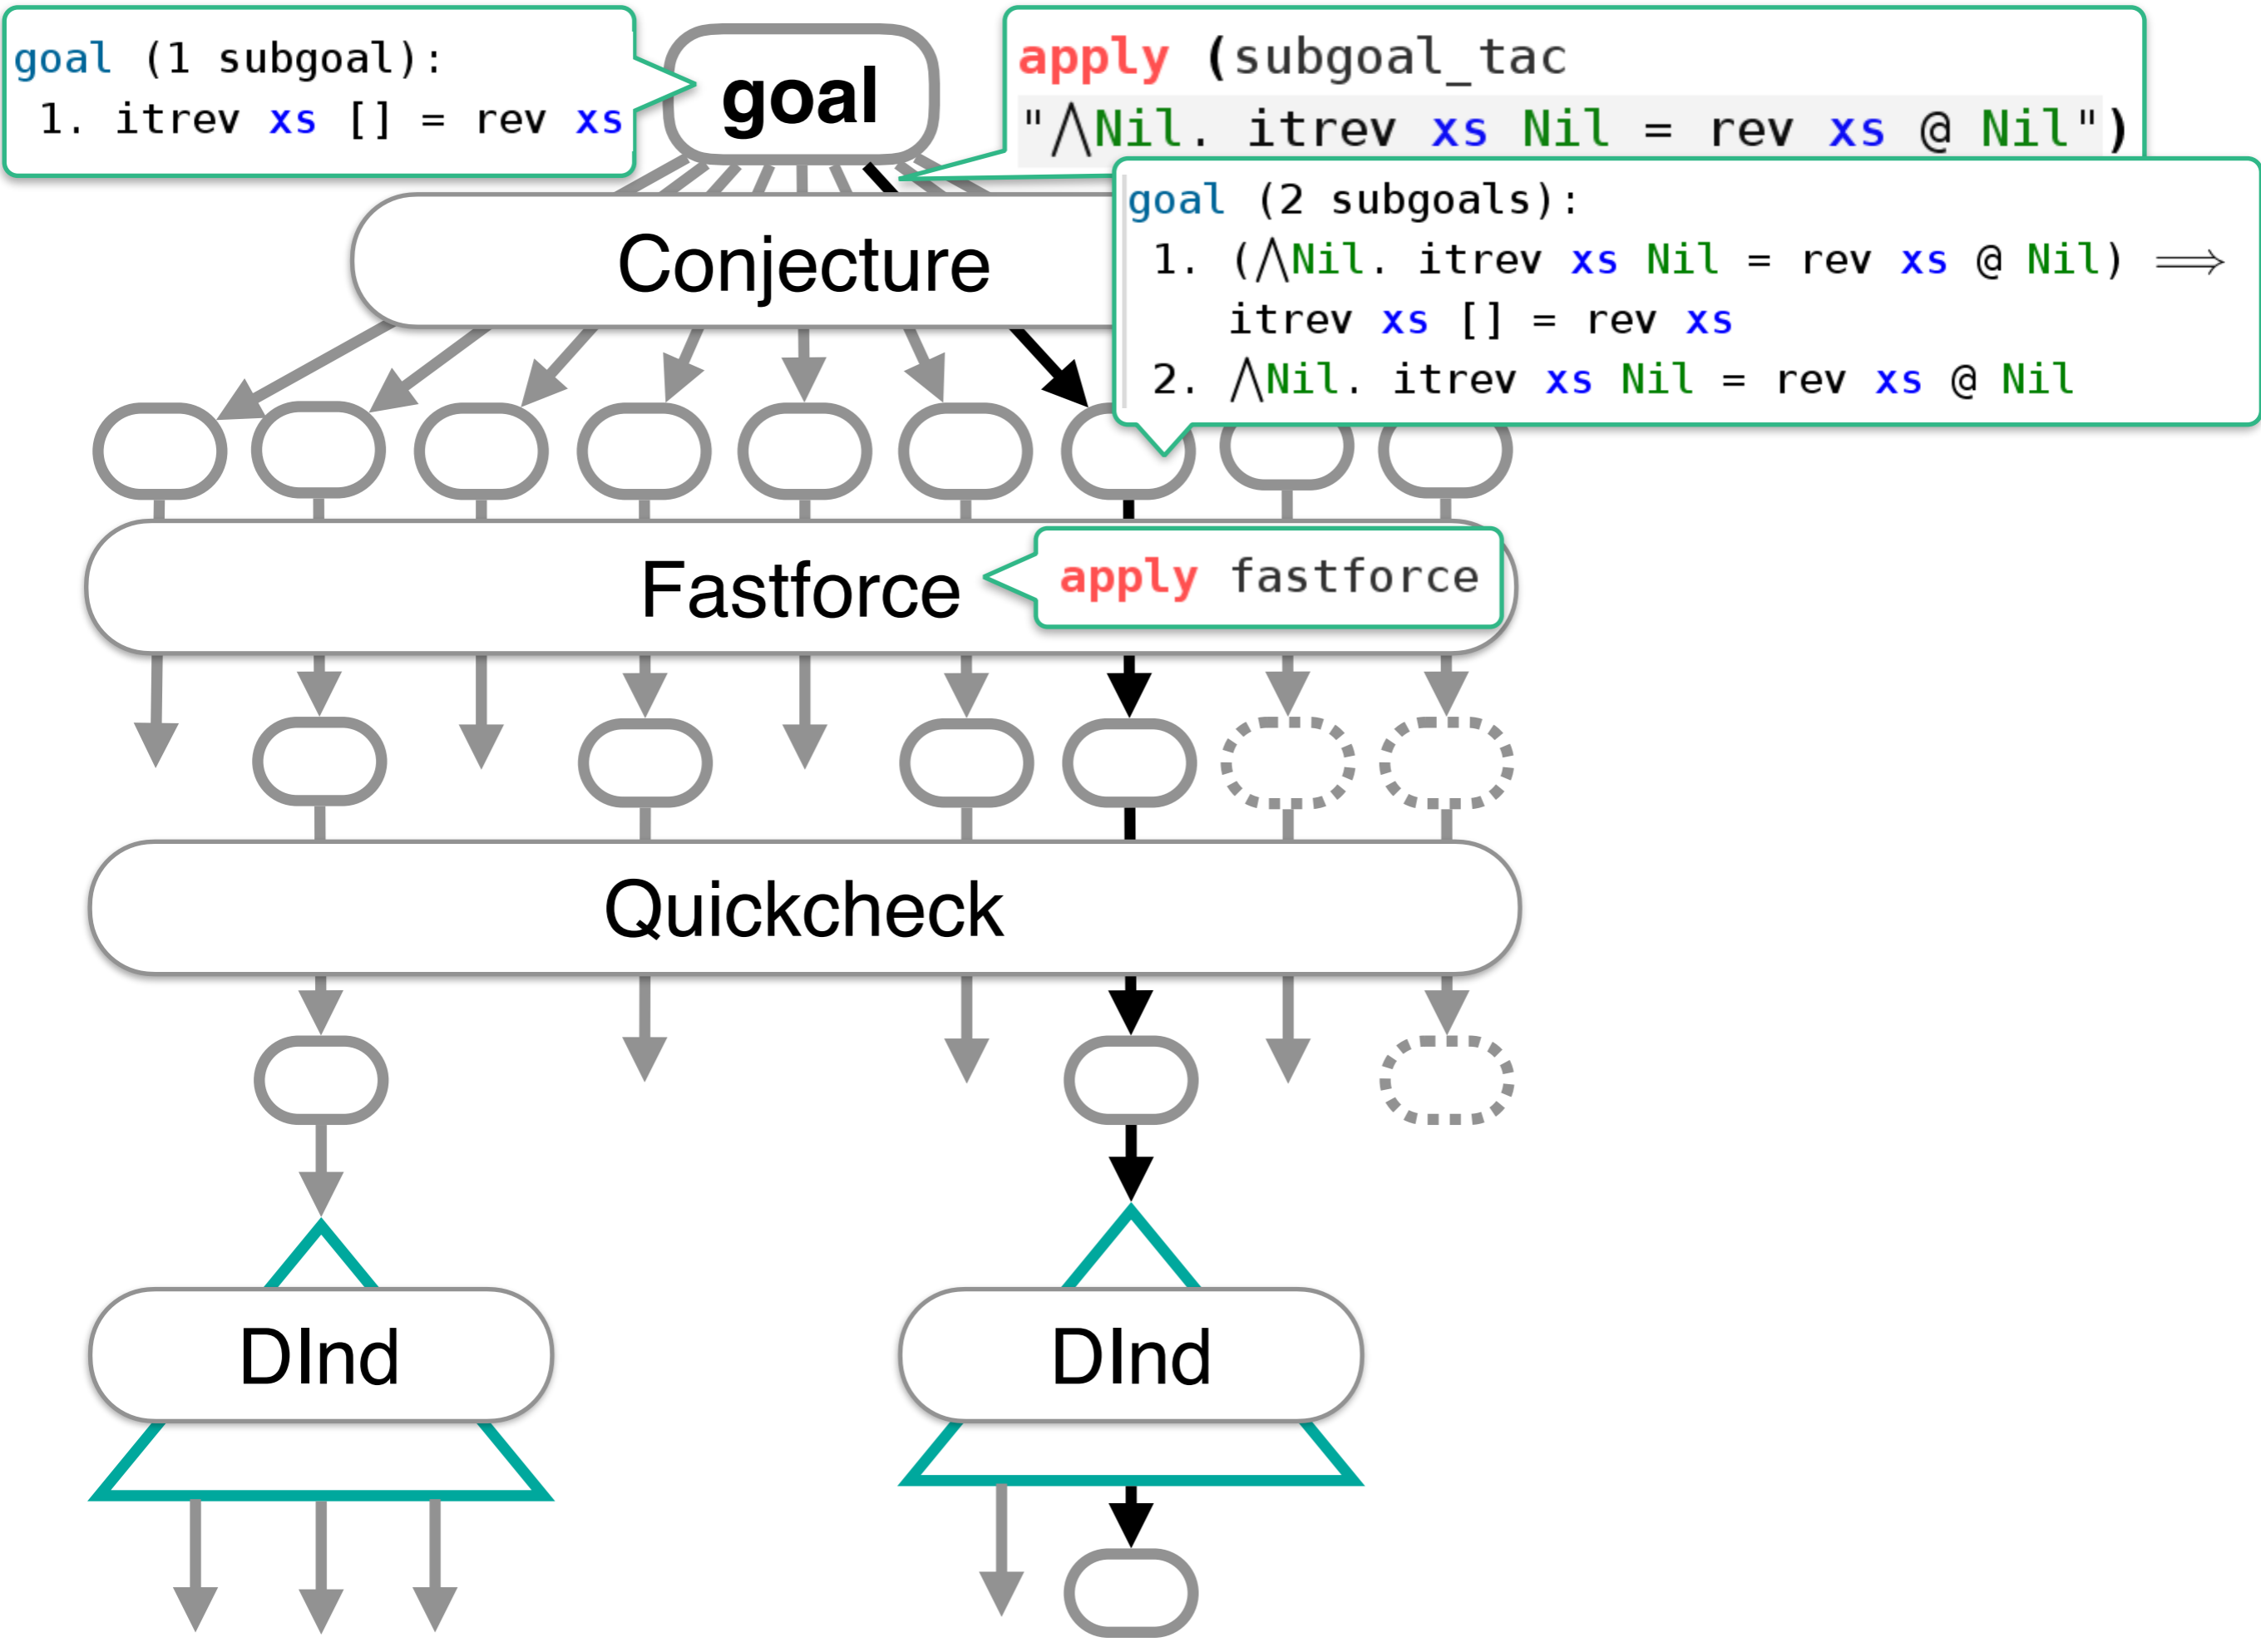 goal (1 subgoal):
1. itrev xs [] = rev xs
goal
apply (subgoal_tac
"⋀Nil. itrev xs Nil = rev xs @ Nil")
Conjecture
goal (2 subgoals):
1. (⋀Nil. itrev xs Nil = rev xs @ Nil) ⟹
itrev xs [] = rev xs
2. ⋀Nil. itrev xs Nil = rev xs @ Nil
Fastforce
apply fastforce
Quickcheck
DInd
DInd